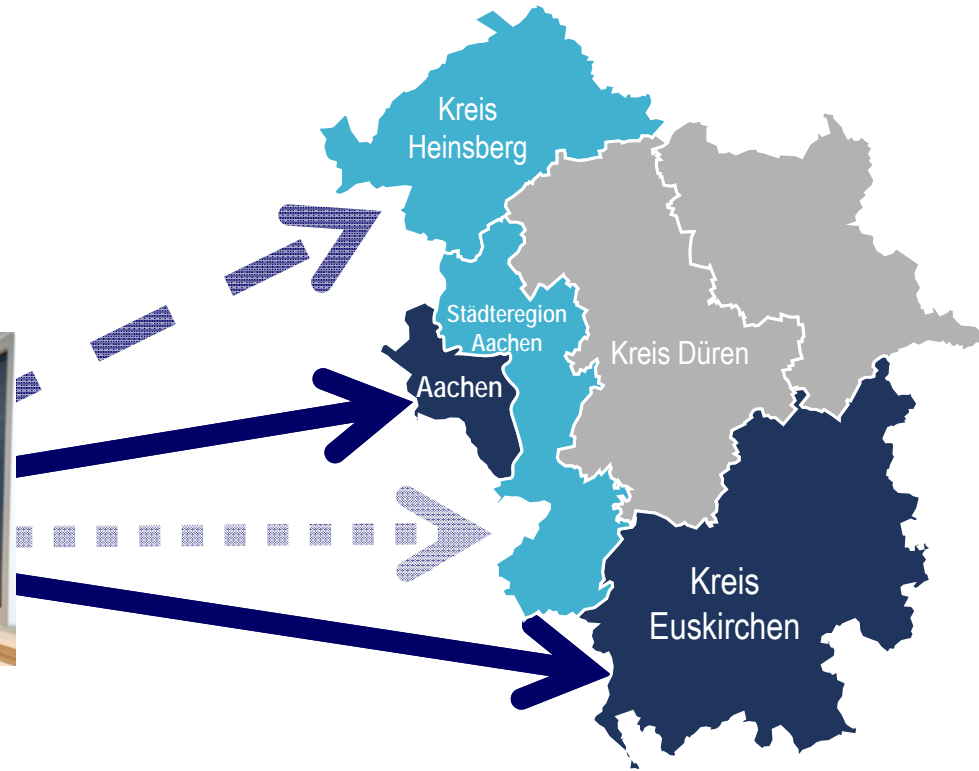 Kreis
Heinsberg
Städteregion
Aachen
Kreis Düren
Aachen
Kreis
Euskirchen